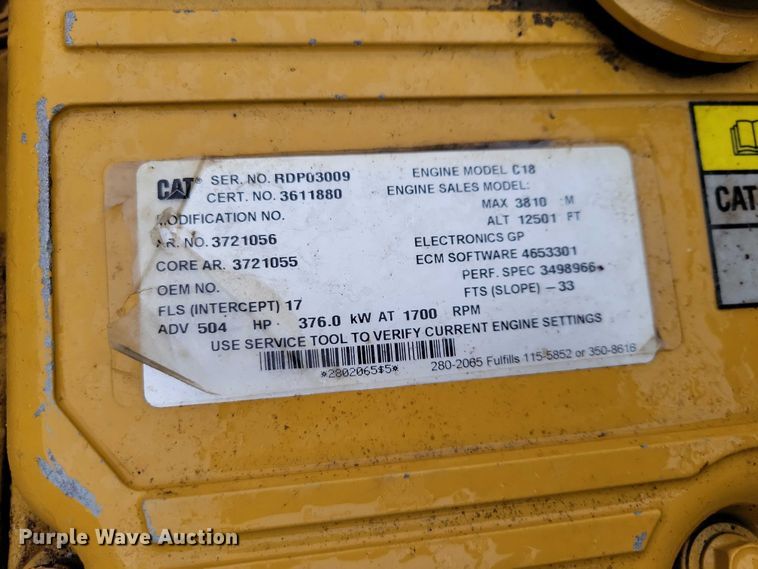 CAT® SER. NO. RDP03009 ENGINE MODEL C18
CERT. NO. 3611880 ENGINE SALES MODEL:
MAX 3810 M
MODIFICATION NO. ALT 12501 FT
AR. NO. 3721056 ELECTRONICS GP
CORE AR. 3721055 ECM SOFTWARE 4653301
PERF. SPEC 3498966
OEM NO. FTS (SLOPE) -33
FLS (INTERCEPT) 17
ADV 504 HP 376.0 kW AT 1700 RPM
USE SERVICE TOOL TO VERIFY CURRENT ENGINE SETTINGS
*2802065$5* 280-2065 Fulfills 115-5852 or 350-8616
CAT
Purple Wave Auction